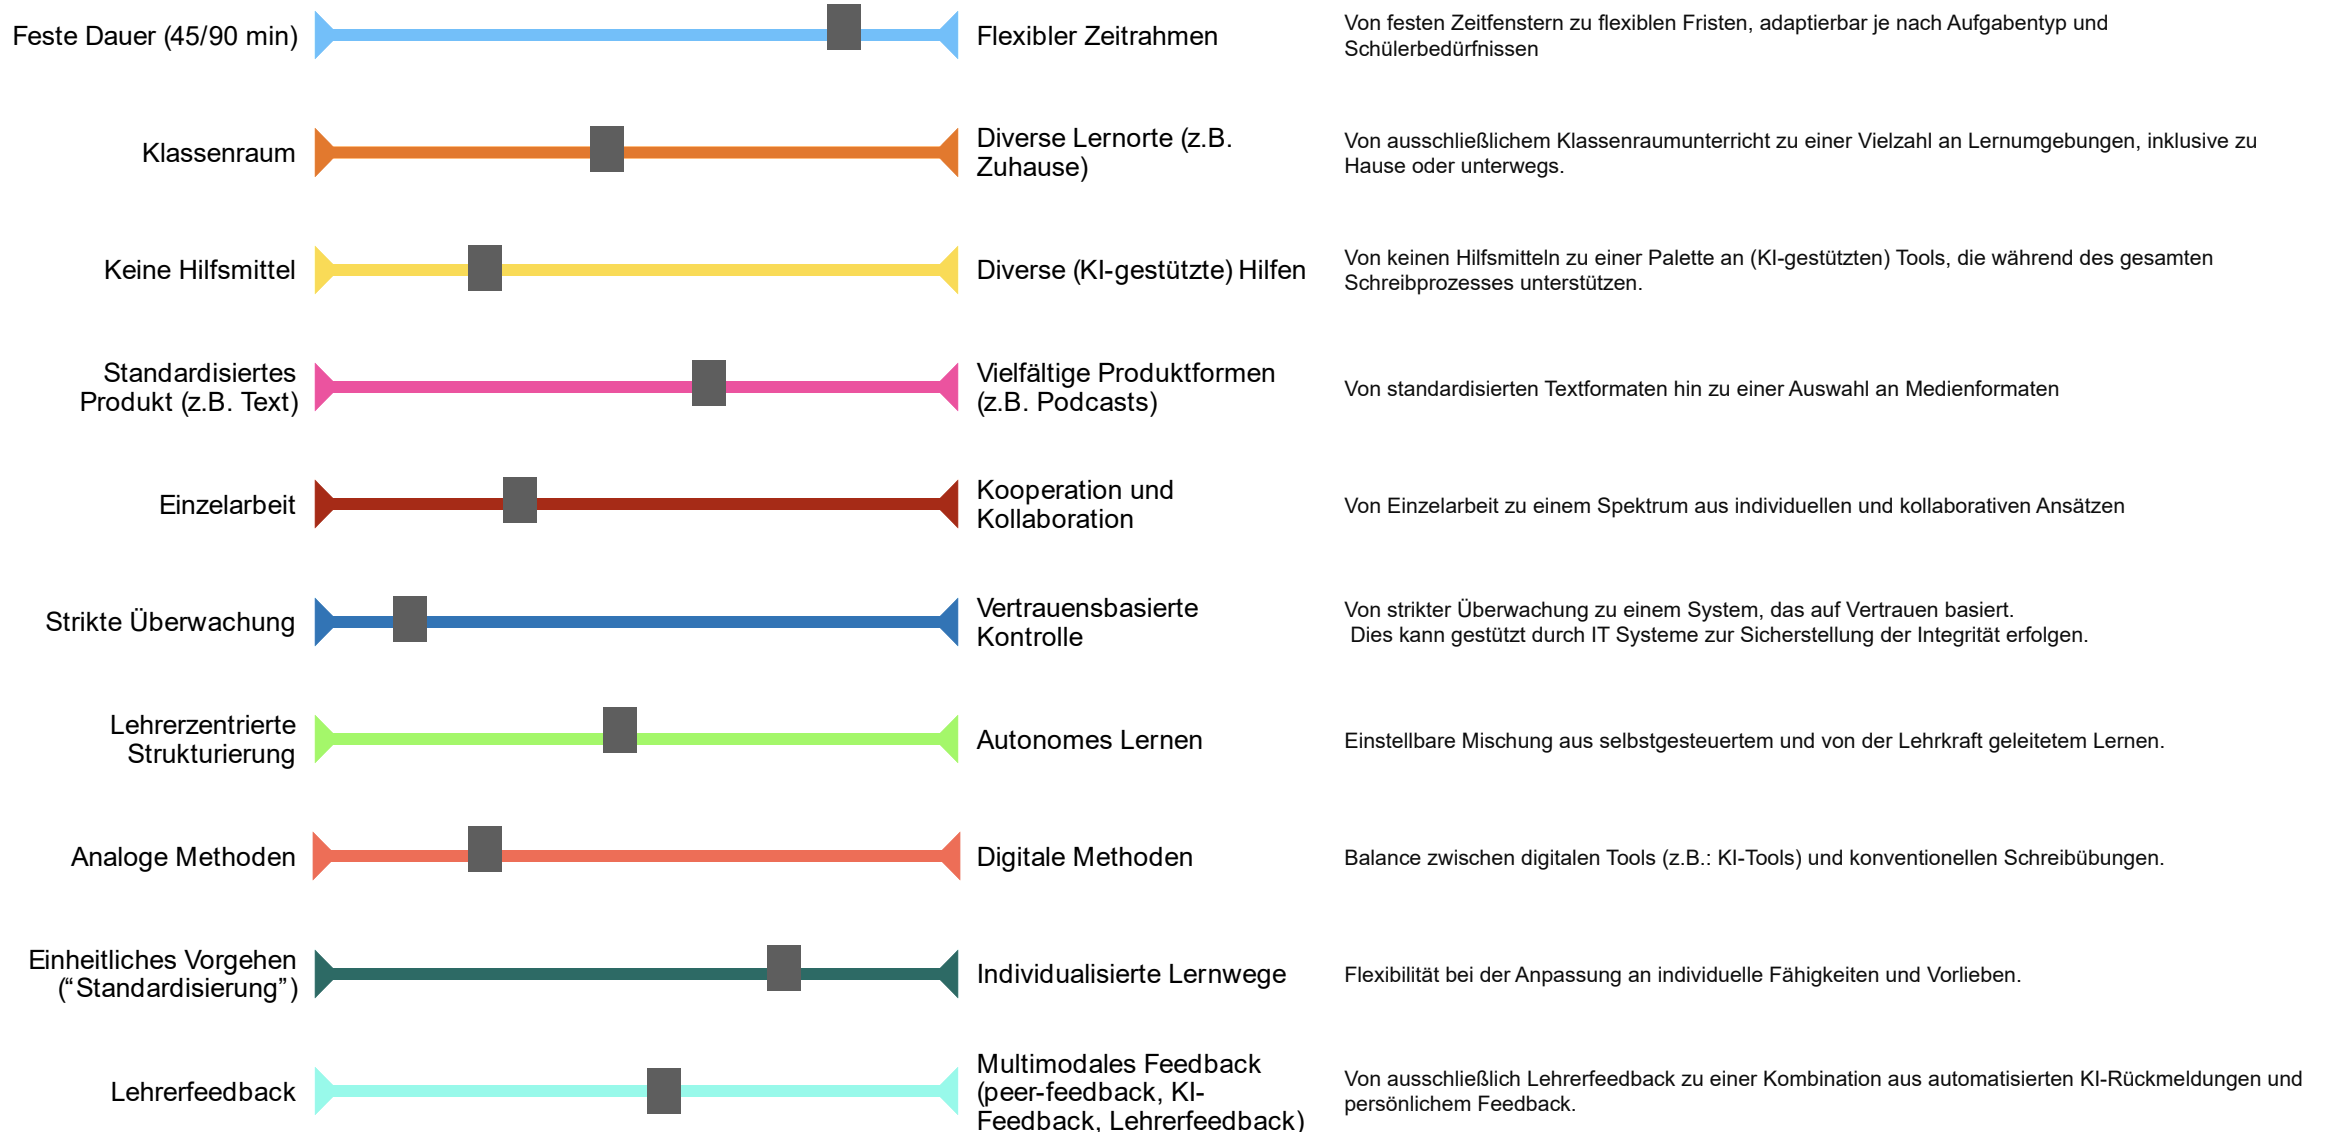 Feste Dauer (45/90 min)
Flexibler Zeitrahmen
Von festen Zeitfenstern zu flexiblen Fristen, adaptierbar je nach Aufgabentyp und
Schülerbedürfnissen
Klassenraum
Diverse Lernorte (z.B.
Zuhause)
Von ausschließlichem Klassenraumunterricht zu einer Vielzahl an Lernumgebungen, inklusive zu
Hause oder unterwegs.
Keine Hilfsmittel
Diverse (KI-gestützte) Hilfen
Von keinen Hilfsmitteln zu einer Palette an (KI-gestützten) Tools, die während des gesamten
Schreibprozesses unterstützen.
Standardisiertes
Produkt (z.B. Text)
Vielfältige Produktformen
(z.B. Podcasts)
Von standardisierten Textformaten hin zu einer Auswahl an Medienformaten
Einzelarbeit
Kooperation und
Kollaboration
Von Einzelarbeit zu einem Spektrum aus individuellen und kollaborativen Ansätzen
Strikte Überwachung
Vertrauensbasierte
Kontrolle
Von strikter Überwachung zu einem System, das auf Vertrauen basiert.
Dies kann gestützt durch IT Systeme zur Sicherstellung der Integrität erfolgen.
Lehrerzentrierte
Strukturierung
Autonomes Lernen
Einstellbare Mischung aus selbstgesteuertem und von der Lehrkraft geleitetem Lernen.
Analoge Methoden
Digitale Methoden
Balance zwischen digitalen Tools (z.B.: KI-Tools) und konventionellen Schreibübungen.
Einheitliches Vorgehen
(“Standardisierung”)
Individualisierte Lernwege
Flexibilität bei der Anpassung an individuelle Fähigkeiten und Vorlieben.
Lehrerfeedback
Multimodales Feedback
(peer-feedback, KI-
Feedback, Lehrerfeedback)
Von ausschließlich Lehrerfeedback zu einer Kombination aus automatisierten KI-Rückmeldungen und
persönlichem Feedback.